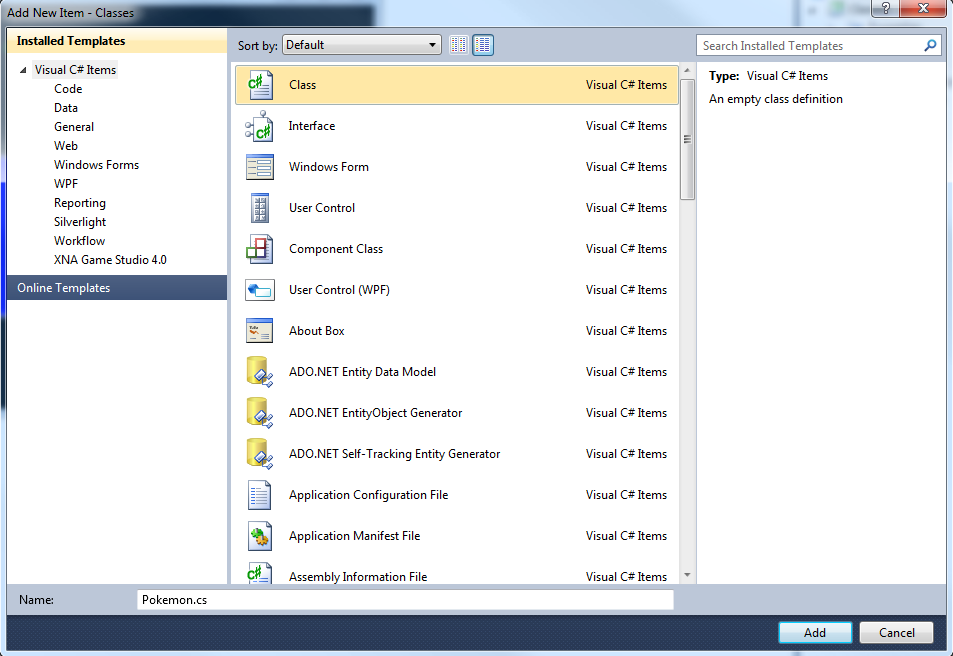 Add New Item - Classes
?
Installed Templates
Visual C# Items
Code
Data
General
Web
Windows Forms
WPF
Reporting
Silverlight
Workflow
XNA Game Studio 4.0
Online Templates
Sort by: Default
Class Visual C# Items
Interface Visual C# Items
Windows Form Visual C# Items
User Control Visual C# Items
Component Class Visual C# Items
User Control (WPF) Visual C# Items
About Box Visual C# Items
ADO.NET Entity Data Model Visual C# Items
ADO.NET EntityObject Generator Visual C# Items
ADO.NET Self-Tracking Entity Generator Visual C# Items
Application Configuration File Visual C# Items
Application Manifest File Visual C# Items
Assembly Information File Visual C# Items
Search Installed Templates
Type: Visual C# Items
An empty class definition
Name: Pokemon.cs
Add Cancel